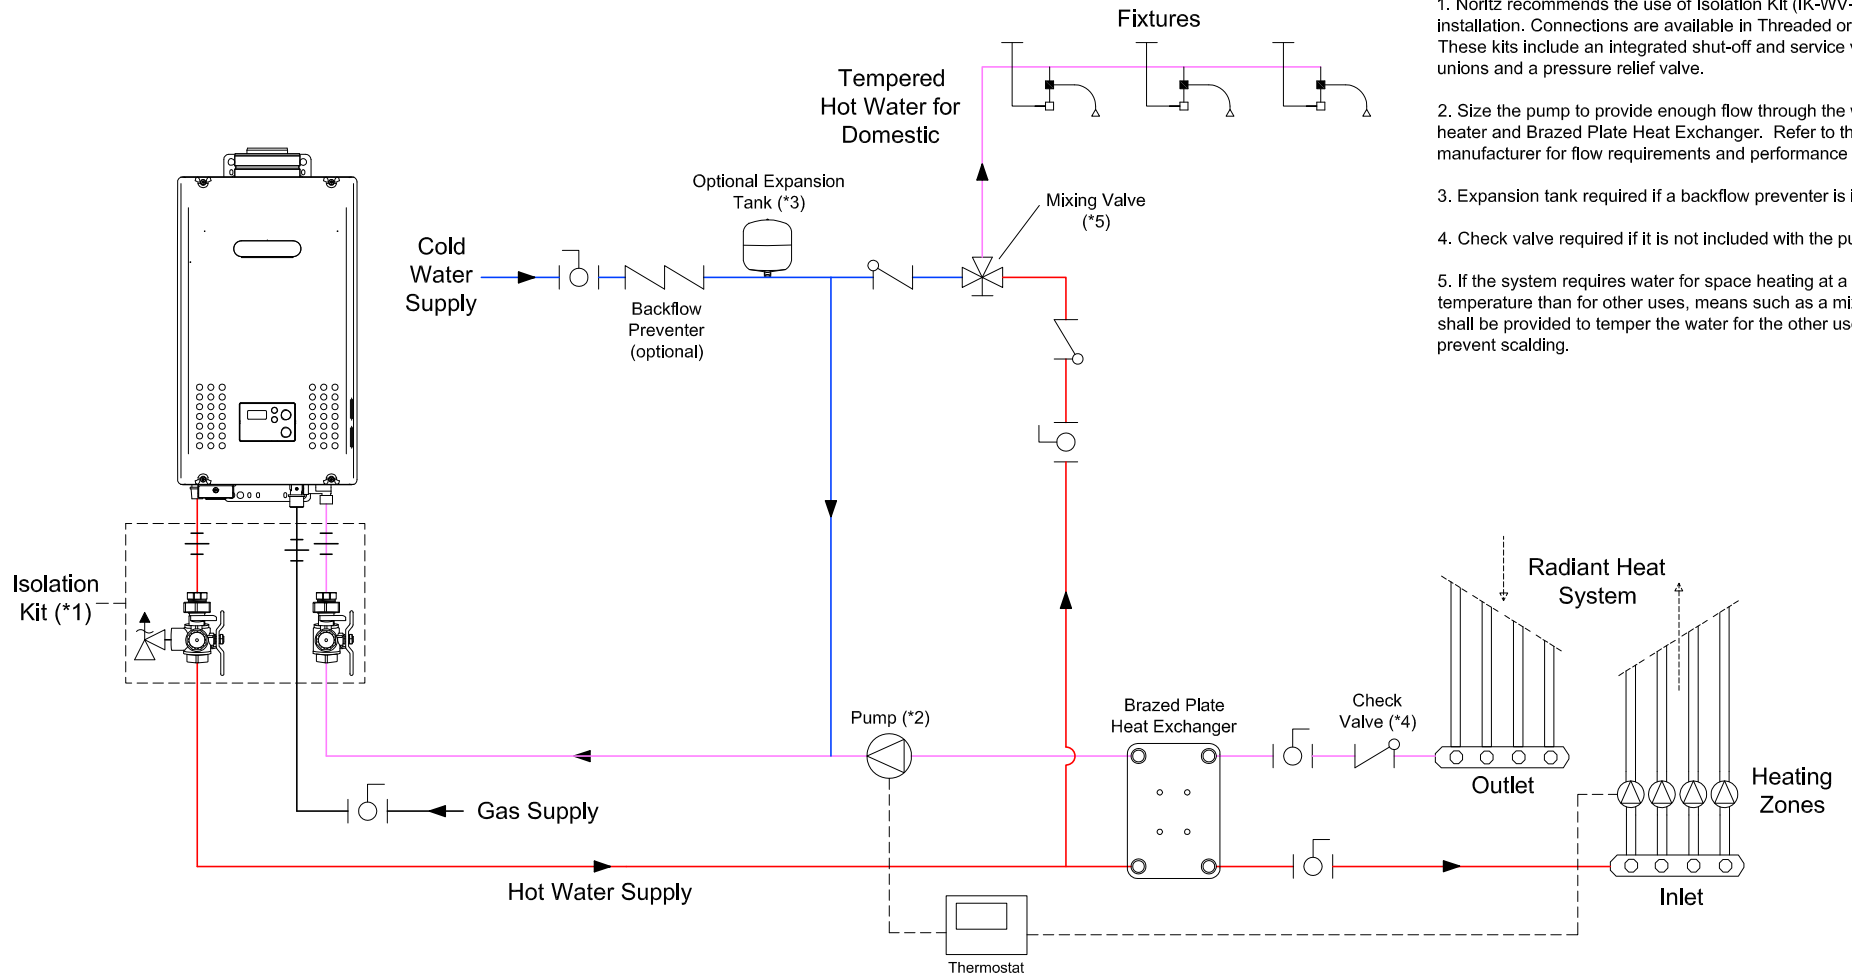 Fixtures
Tempered
Hot Water for
Domestic
Optional Expansion
Tank (*3)
Mixing Valve
(*5)
Cold
Water
Supply
Backflow
Preventer
(optional)
1. Noritz recommends the use of Isolation Kit (IK-WV-
installation. Connections are available in Threaded or
These kits include an integrated shut-off and service
unions and a pressure relief valve.
2. Size the pump to provide enough flow through the
heater and Brazed Plate Heat Exchanger. Refer to
manufacturer for flow requirements and performance
3. Expansion tank required if a backflow preventer is
4. Check valve required if it is not included with the
5. If the system requires water for space heating at a
temperature than for other uses, means such as a
shall be provided to temper the water for the other
prevent scalding.
Isolation
Kit (*1)
Radiant Heat
System
Pump (*2)
Brazed Plate
Heat Exchanger
Check
Valve (*4)
Outlet
Heating
Zones
Gas Supply
Hot Water Supply
Inlet
Thermostat